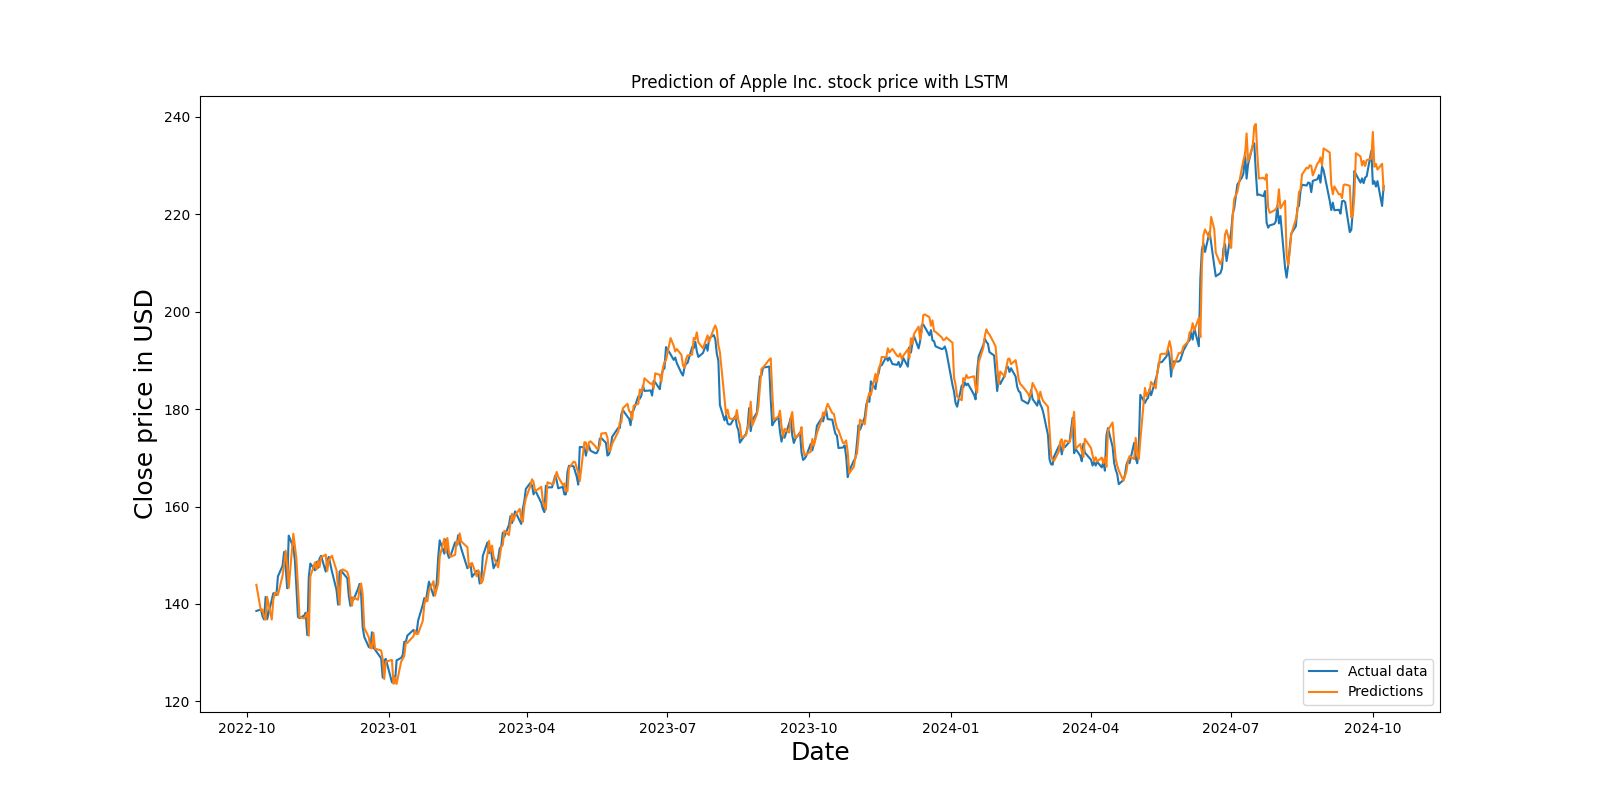 Prediction of Apple Inc. stock price with LSTM
Close price in USD
240
220
200
180
160
140
120
2022-10 2023-01 2023-04 2023-07 2023-10 2024-01 2024-04 2024-07 2024-10
Date
Actual data
Predictions